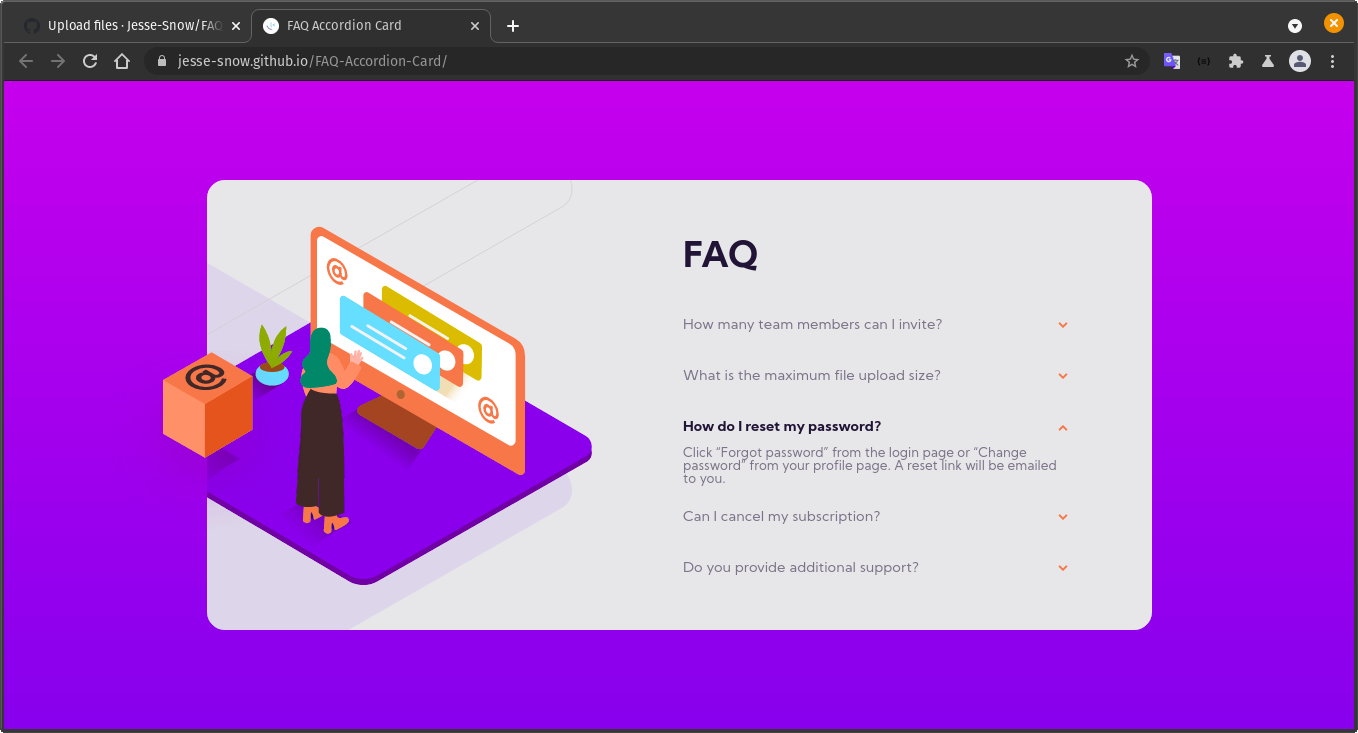 Upload files · Jesse-Snow/FAQ
FAQ Accordion Card
jesse-snow.github.io/FAQ-Accordion-Card/
@
@
@
FAQ
How many team members can I invite?
What is the maximum file upload size?
How do I reset my password?
Click “Forgot password” from the login page or “Change
password” from your profile page. A reset link will be emailed
to you.
Can I cancel my subscription?
Do you provide additional support?